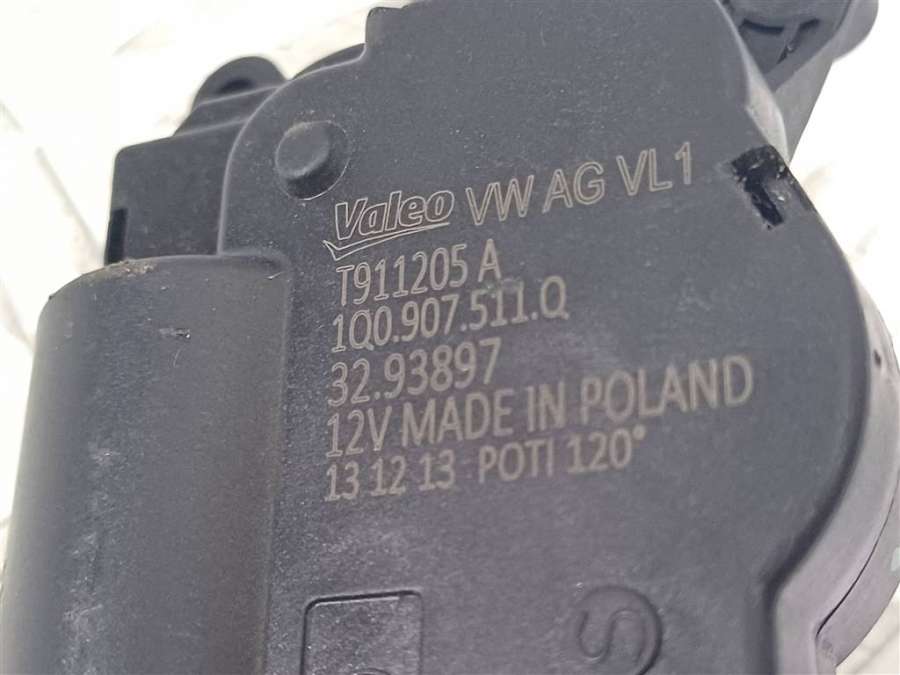 Valeo VW AG VL1
T911205 A
1Q0.907.511.Q
32.93897
12V MADE IN POLAND
13 12 13 POTI 120°
S